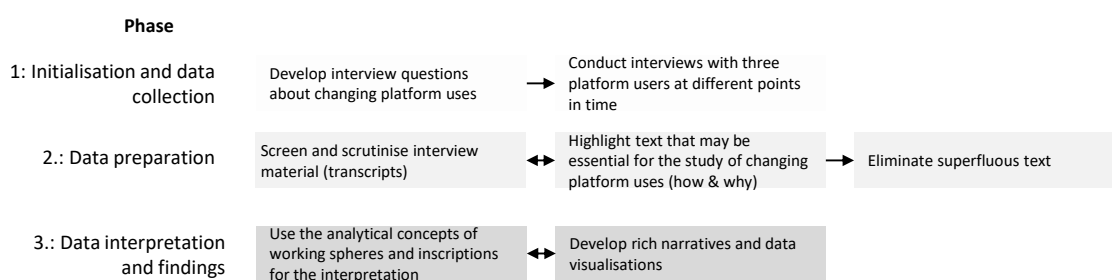 Phase
1: Initialisation and data
collection
Develop interview questions
about changing platform uses
Conduct interviews with three
platform users at different points
in time
2.: Data preparation
Screen and scrutinise interview
material (transcripts)
Highlight text that may be
essential for the study of changing
platform uses (how & why)
Eliminate superfluous text
3.: Data interpretation
and findings
Use the analytical concepts of
working spheres and inscriptions
for the interpretation
Develop rich narratives and data
visualisations